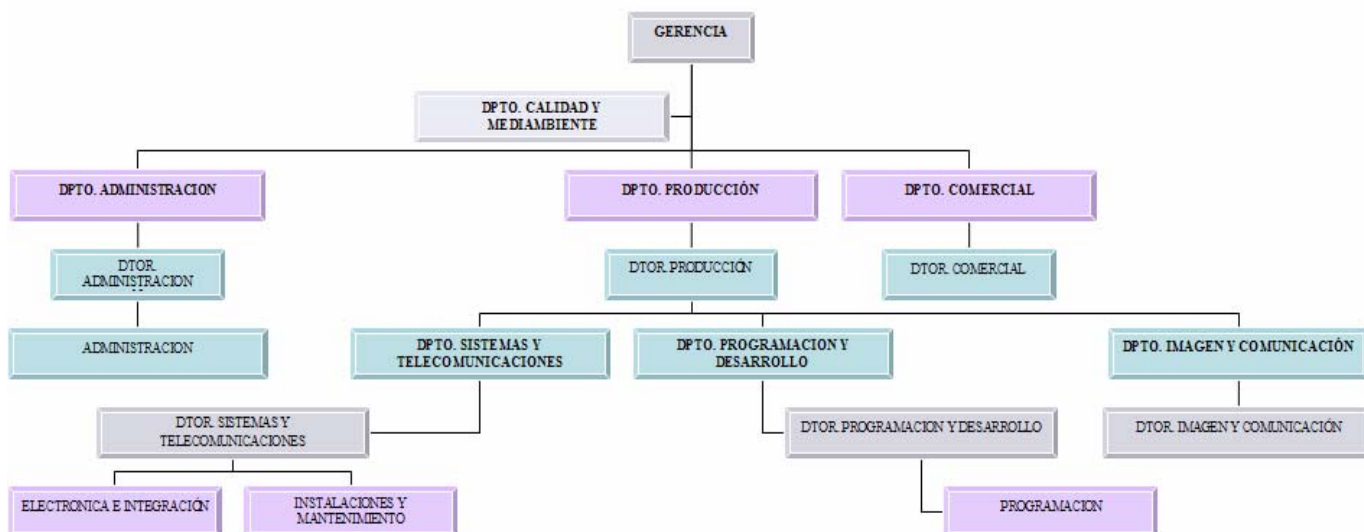 GERENCIA
DPTO. CALIDAD Y
MEDIAMBIENTE
DPTO. ADMINISTRACION
DPTO. PRODUCCIÓN
DPTO. COMERCIAL
DTOR.
ADMINISTRACION
DTOR. PRODUCCIÓN
DTOR. COMERCIAL
ADMINISTRACION
DPTO. SISTEMAS Y
TELECOMUNICACIONES
DPTO. PROGRAMACION Y
DESARROLLO
DPTO. IMAGEN Y COMUNICACIÓN
DTOR. SISTEMAS Y
TELECOMUNICACIONES
DTOR. PROGRAMACION Y DESARROLLO
DTOR. IMAGEN Y COMUNICACIÓN
ELECTRONICA E INTEGRACIÓN
INSTALACIONES Y
MANTENIMIENTO
PROGRAMACION